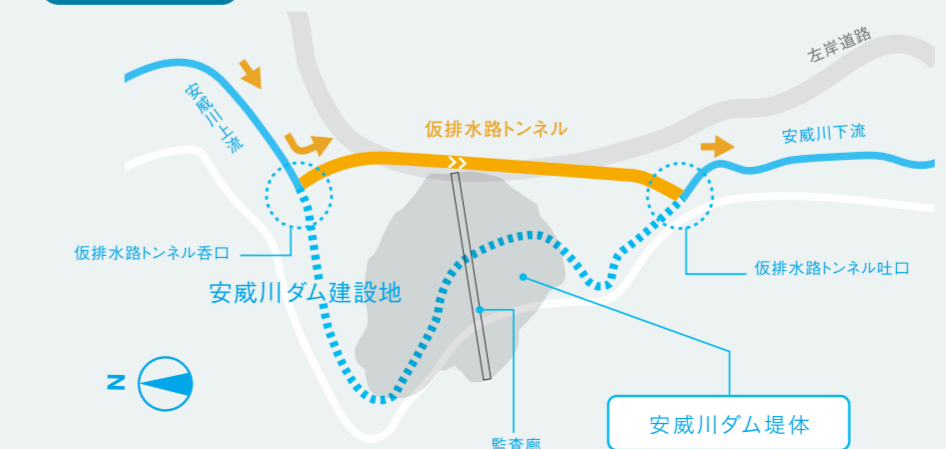 左岸道路
安威川上流
仮排水路トンネル
安威川下流
仮排水路トンネル呑口
仮排水路トンネル吐口
安威川ダム建設地
N
安威川ダム堤体
監査廊